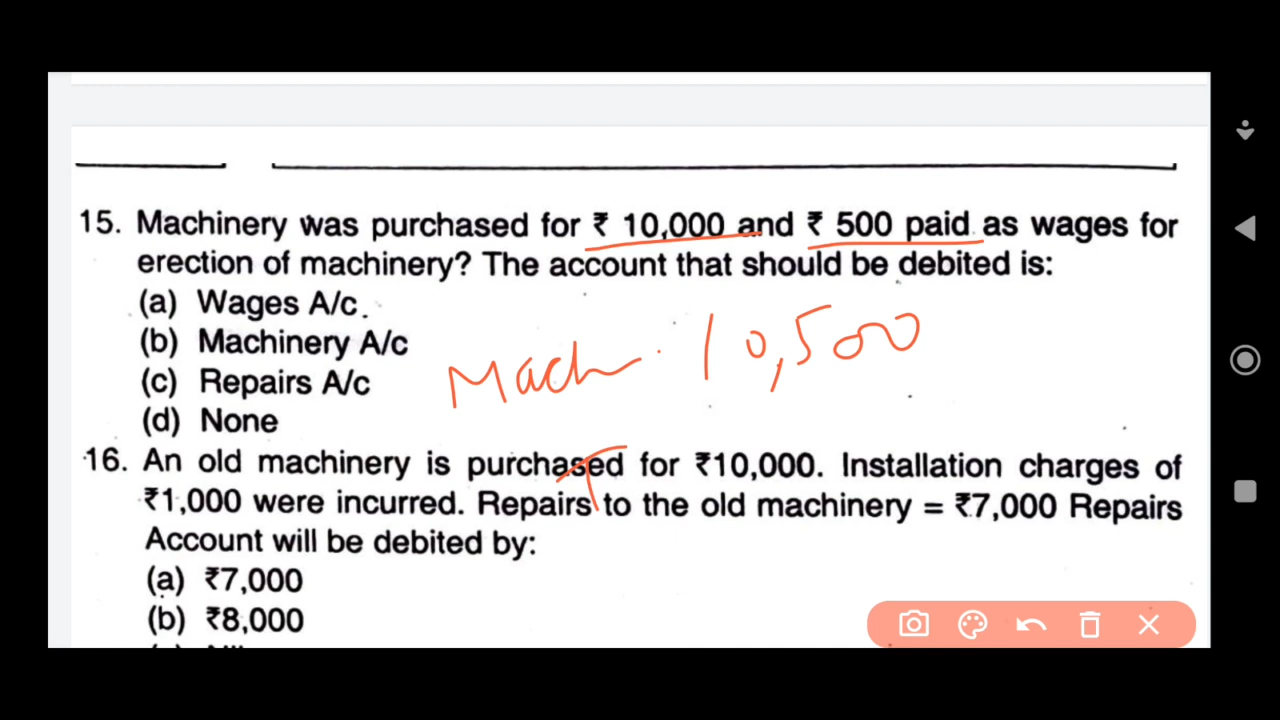 15. Machinery was purchased for ₹ 10,000 and ₹ 500 paid as wages for
erection of machinery? The account that should be debited is:
(a) Wages A/c.
(b) Machinery A/c
(c) Repairs A/c
(d) None
Mach. 10,500
16. An old machinery is purchased for ₹10,000. Installation charges of
₹1,000 were incurred. Repairs to the old machinery = ₹7,000 Repairs
Account will be debited by:
(a) ₹7,000
(b) ₹8,000